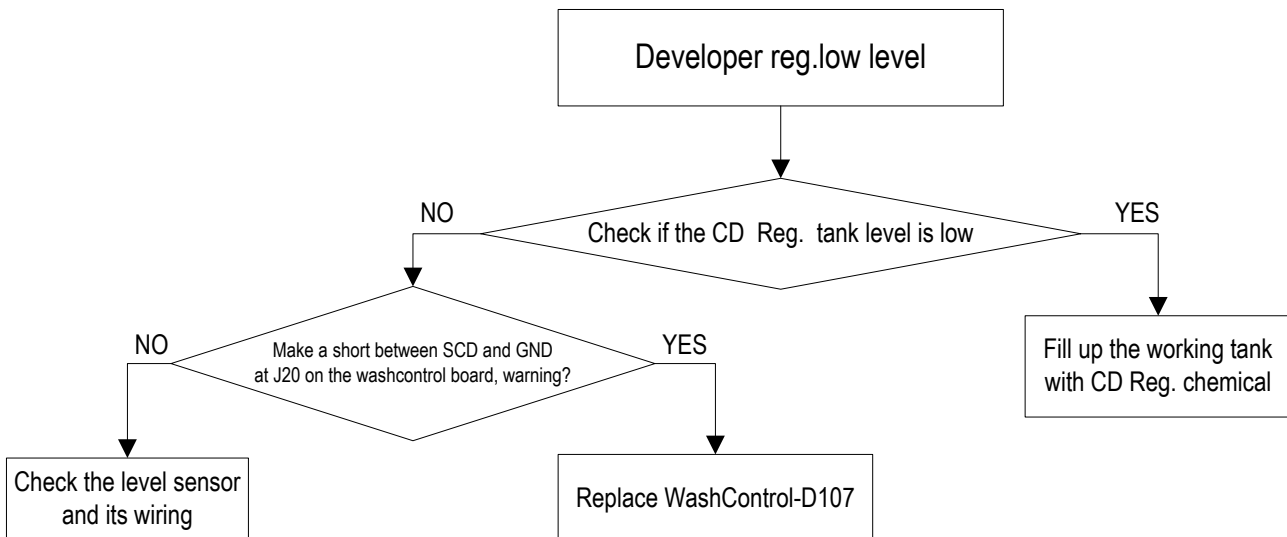 Developer reg.low level
NO
YES
Check if the CD Reg. tank level is low
NO
Make a short between SCD and GND
at J20 on the washcontrol board, warning?
YES
Fill up the working tank
with CD Reg. chemical
Check the level sensor
and its wiring
Replace WashControl-D107